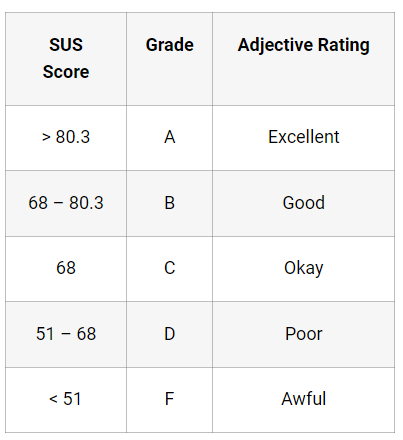 SUS Score Grade Adjective Rating
> 80.3 A Excellent
68 – 80.3 B Good
68 C Okay
51 – 68 D Poor
< 51 F Awful